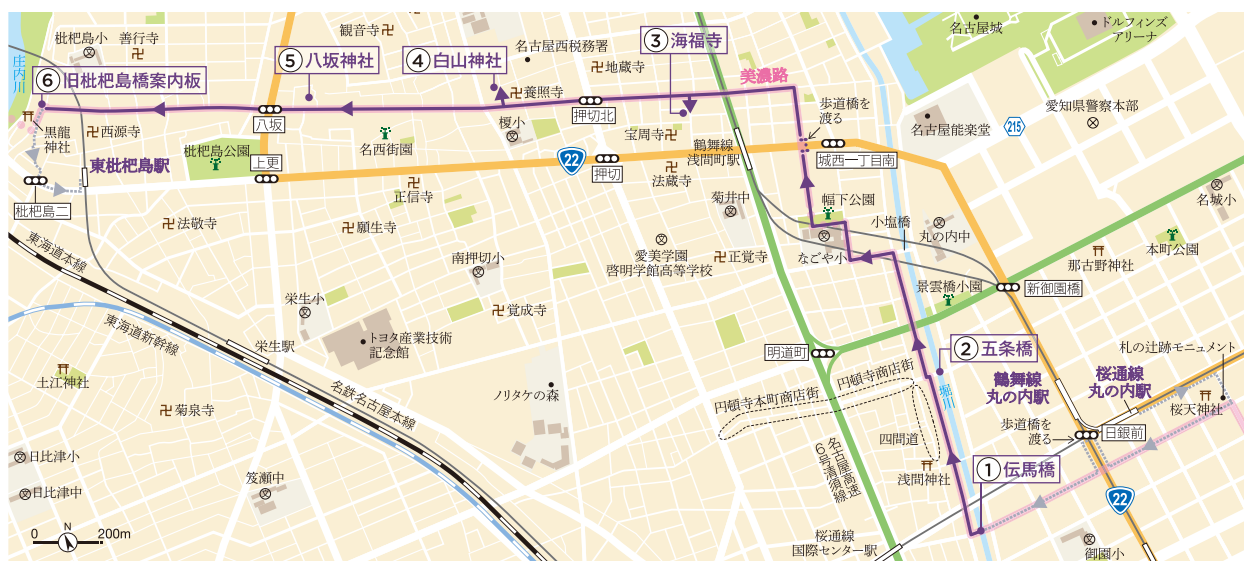 枇杷島小
善行寺
観音寺
名古屋西税務署
③海福寺
名古屋城
ドルフィンズ
アリーナ
庄内川
⑥旧枇杷島橋案内板
⑤八坂神社
④白山神社
地蔵寺
美濃路
養照寺
歩道橋を
渡る
愛知県警察本部
黒龍
神社
西源寺
八坂
押切北
榎小
宝周寺
名古屋能楽堂
215
枇杷島公園
名西街園
鶴舞線
浅間町駅
城西一丁目南
東枇杷島駅
上更
22
押切
法蔵寺
枇杷島二
正信寺
菊井中
幅下公園
名城小
法敬寺
願生寺
小塩橋
丸の内中
本町公園
東海道本線
南押切小
愛美学園
啓明学館高等学校
正覚寺
なごや小
那古野神社
景雲橋小園
新御園橋
栄生小
覚成寺
東海道新幹線
トヨタ産業技術
記念館
栄生駅
明道町
②五条橋
札の辻跡モニュメント
土江神社
名鉄名古屋本線
ノリタケの森
円頓寺本町商店街
円頓寺商店街
堀川
鶴舞線
丸の内駅
桜通線
丸の内駅
桜天神社
菊泉寺
四間道
歩道橋を
渡る
日銀前
名古屋高速
6号清須線
日比津小
笈瀬中
浅間神社
①伝馬橋
日比津中
22
0
N
200m
桜通線
国際センター駅
御園小